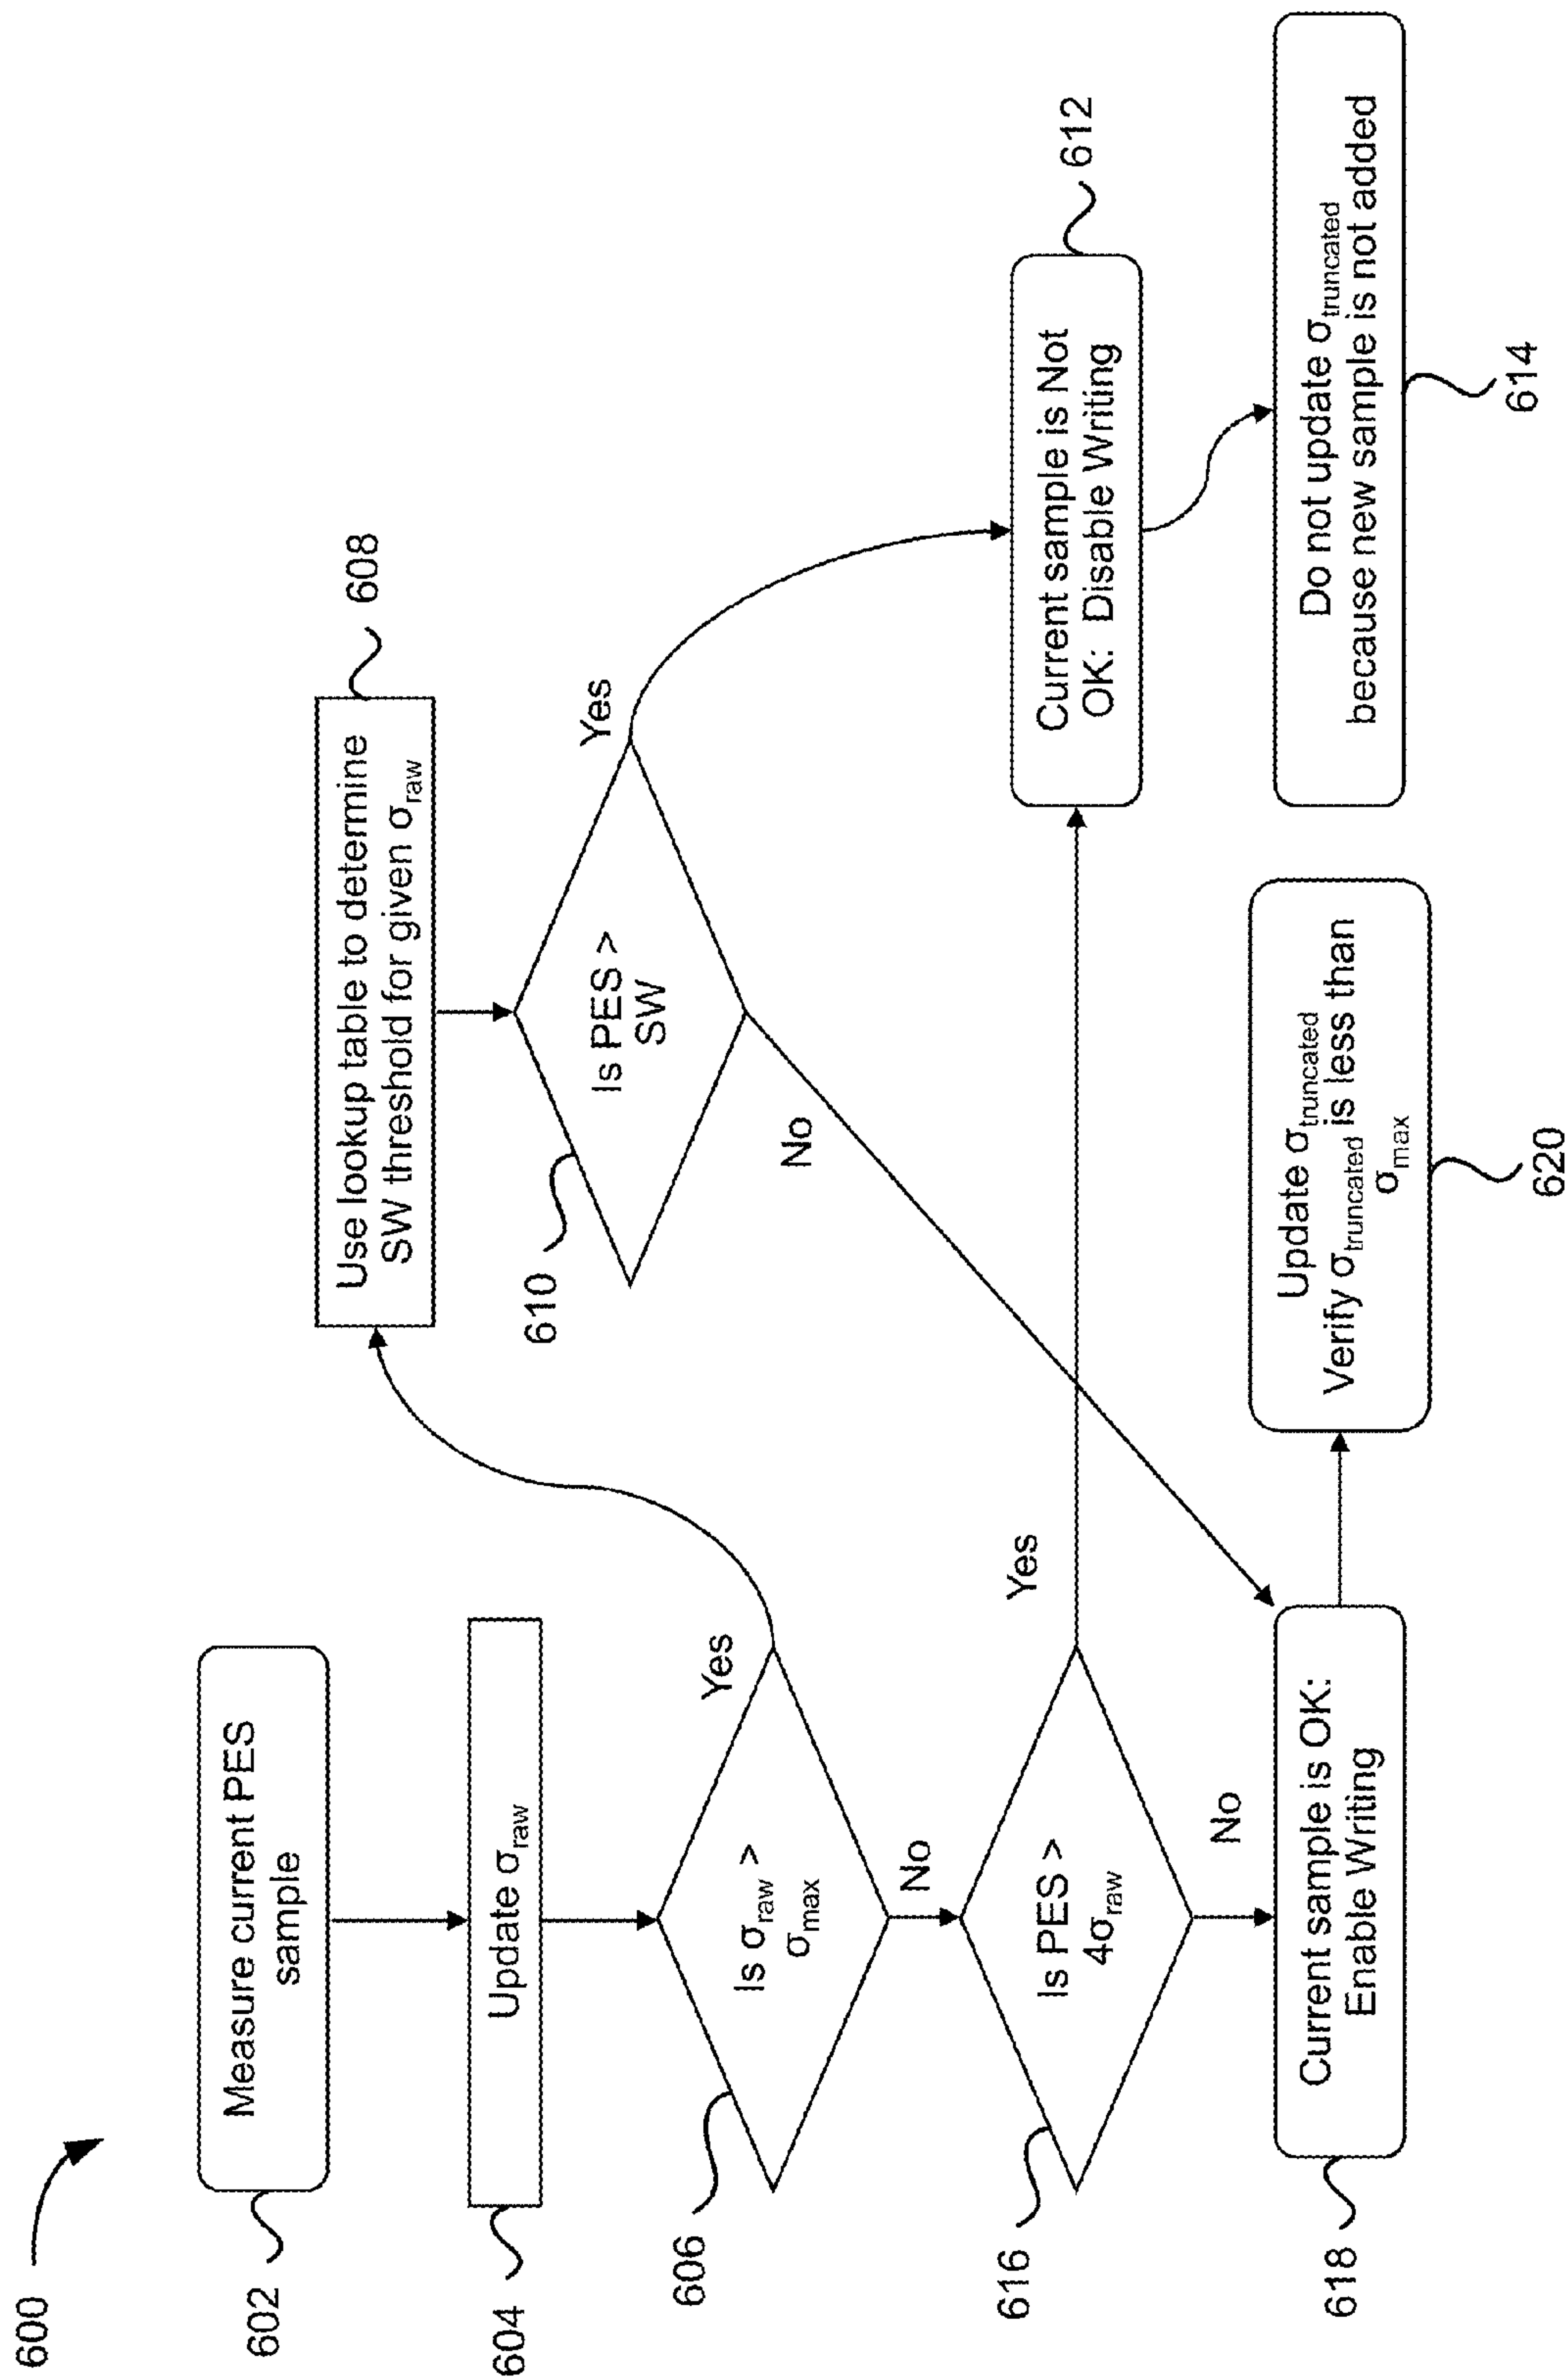 600
602
Measure current PES
sample
604
Update σraw
606
Is σraw >
σmax
Yes
No
608
Use lookup table to determine
SW threshold for given σraw
610
Is PES >
SW
Yes
No
616
Is PES >
4σraw
Yes
No
612
Current sample is Not
OK: Disable Writing
618
Current sample is OK:
Enable Writing
Update σtruncated
Verify σtruncated is less than
σmax
620
Do not update σtruncated
because new sample is not added
614